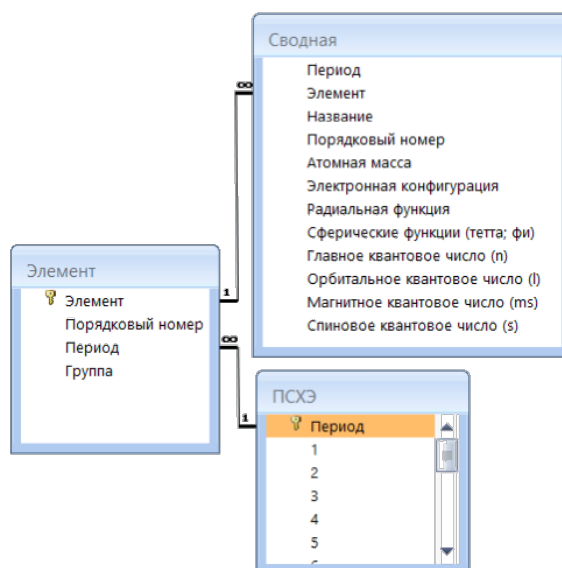 Сводная
Период
Элемент
Название
Порядковый номер
Атомная масса
Электронная конфигурация
Радиальная функция
Сферические функции (тетта; фи)
Главное квантовое число (n)
Орбитальное квантовое число (l)
Магнитное квантовое число (ms)
Спиновое квантовое число (s)
∞
1
Элемент
Элемент
Порядковый номер
Период
Группа
∞
1
ПСХЭ
Период
1
2
3
4
5